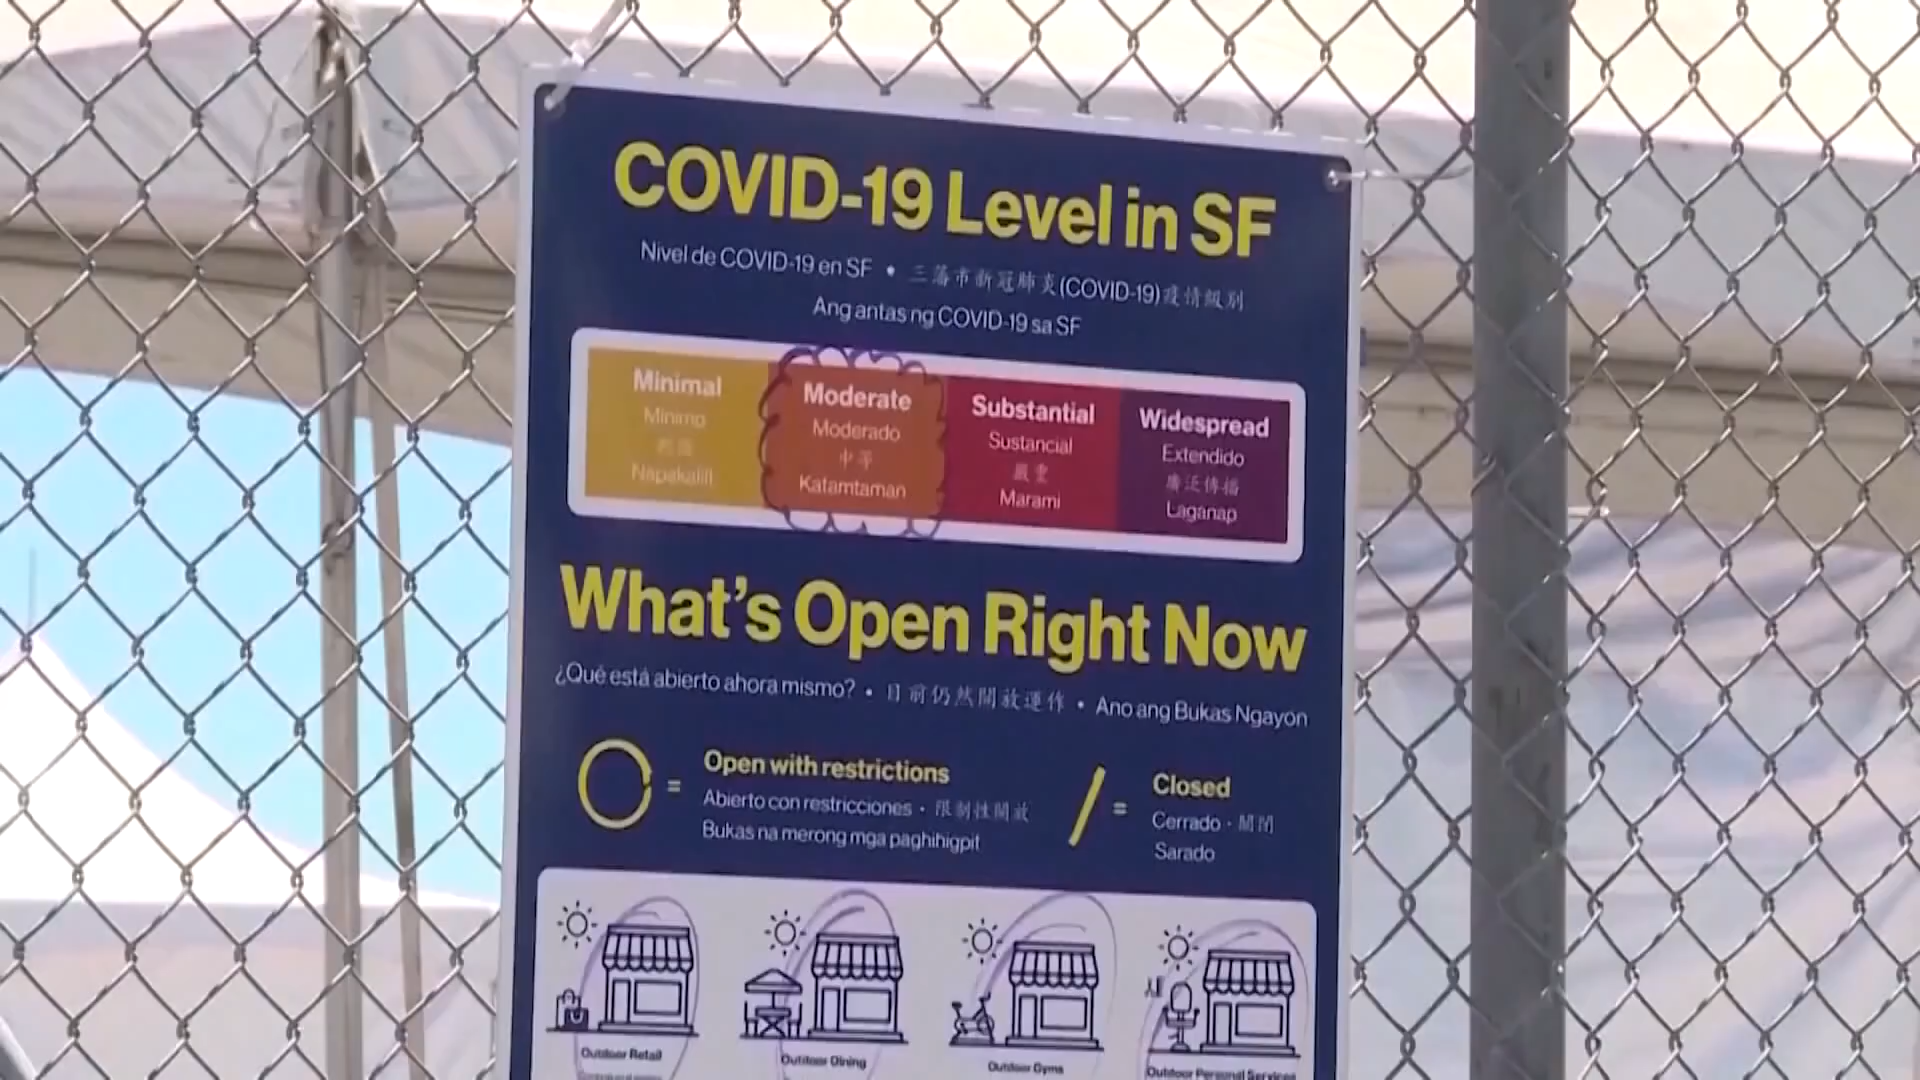 COVID-19 Level in SF
Nivel de COVID-19 en SF • 三藩市新冠肺炎(COVID-19)疫情級別
Ang antas ng COVID-19 sa SF
Minimal
Minimo
Napakaliit
Moderate
Moderado
中等
Katamtaman
Substantial
Sustancial
嚴重
Marami
Widespread
Extendido
廣泛傳播
Laganap
What's Open Right Now
¿Qué está abierto ahora mismo? • 目前仍然開放運作 • Ano ang Bukas Ngayon
= Open with restrictions
Abierto con restricciones · 限制性開放
Bukas na merong mga paghihigpit
= Closed
Cerrado · 關閉
Sarado
Outdoor Retail
Outdoor Dining
Outdoor Gyms
Outdoor Personal Services